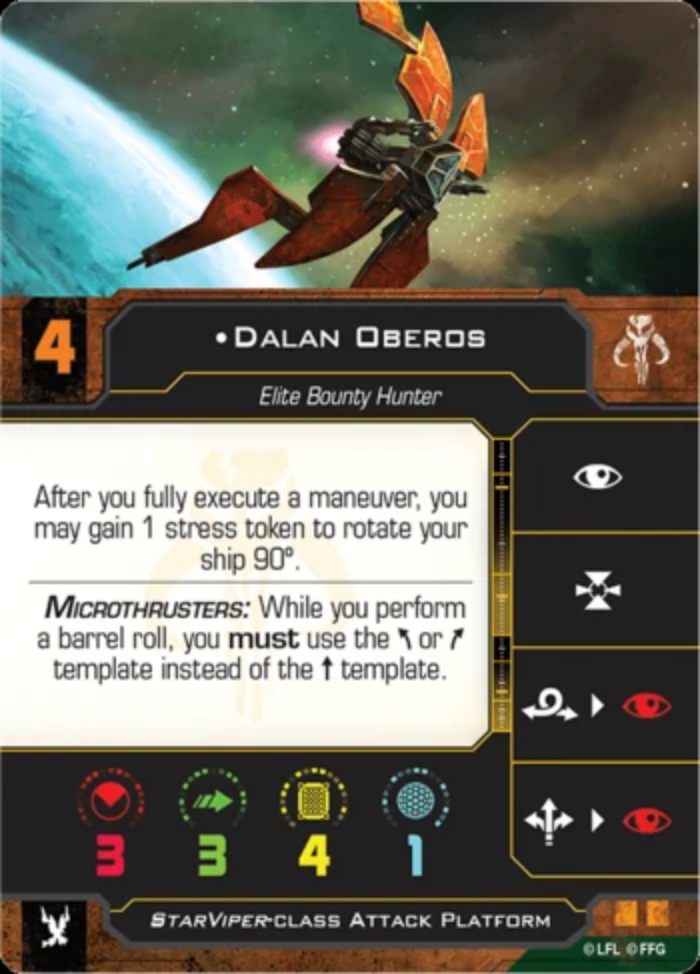 4
•Dalan Oberos
Elite Bounty Hunter
After you fully execute a maneuver, you
may gain 1 stress token to rotate your
ship 90º.
Microthrusters: While you perform
a barrel roll, you must use the ↖ or ↗
template instead of the ↑ template.
3 3 4 1
StarViper-class Attack Platform
©LFL ©FFG